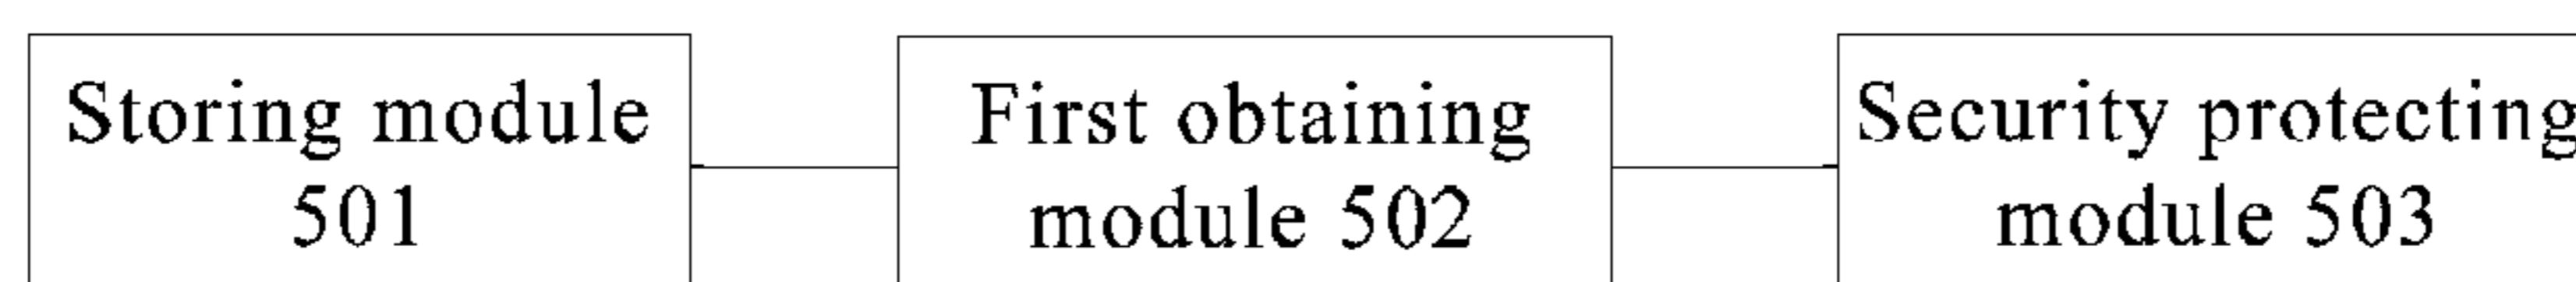 Storing module
501
First obtaining
module 502
Security protecting
module 503